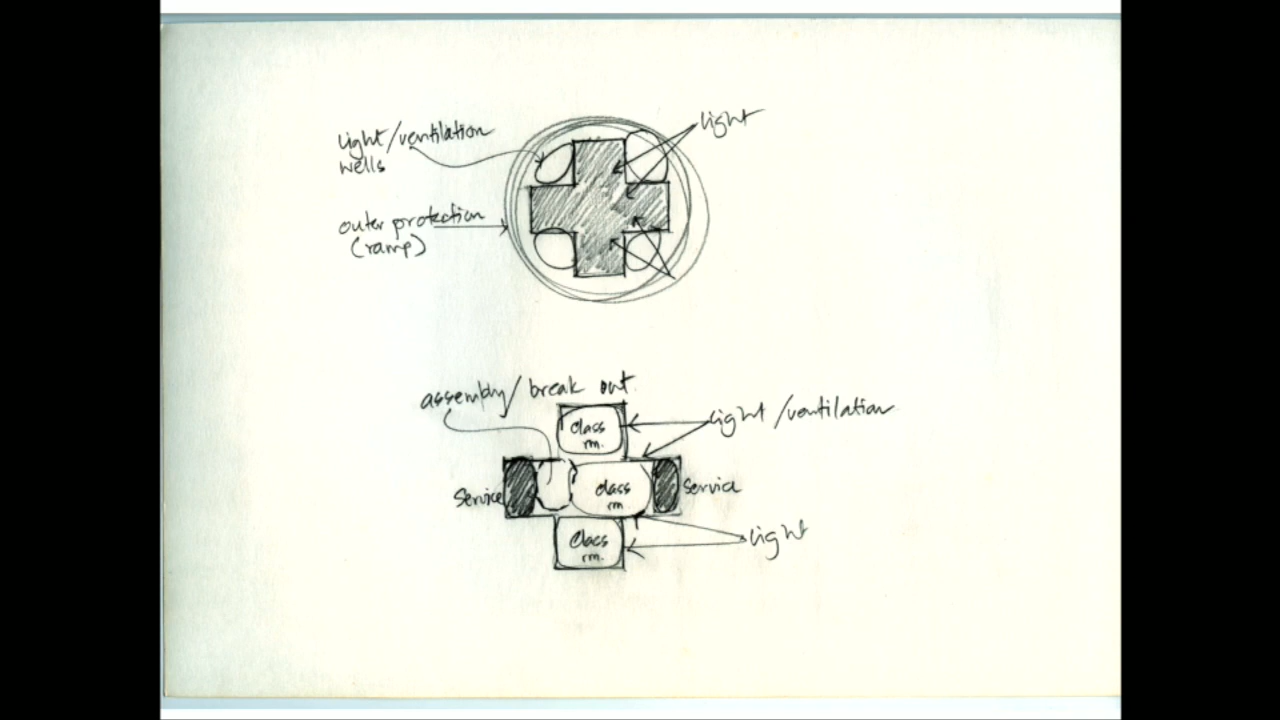 light/ventilation
wells
light
outer protection
(ramp)
assembly/break out
class
rm.
light/ventilation
Service
class
rm
Service
class
rm.
light